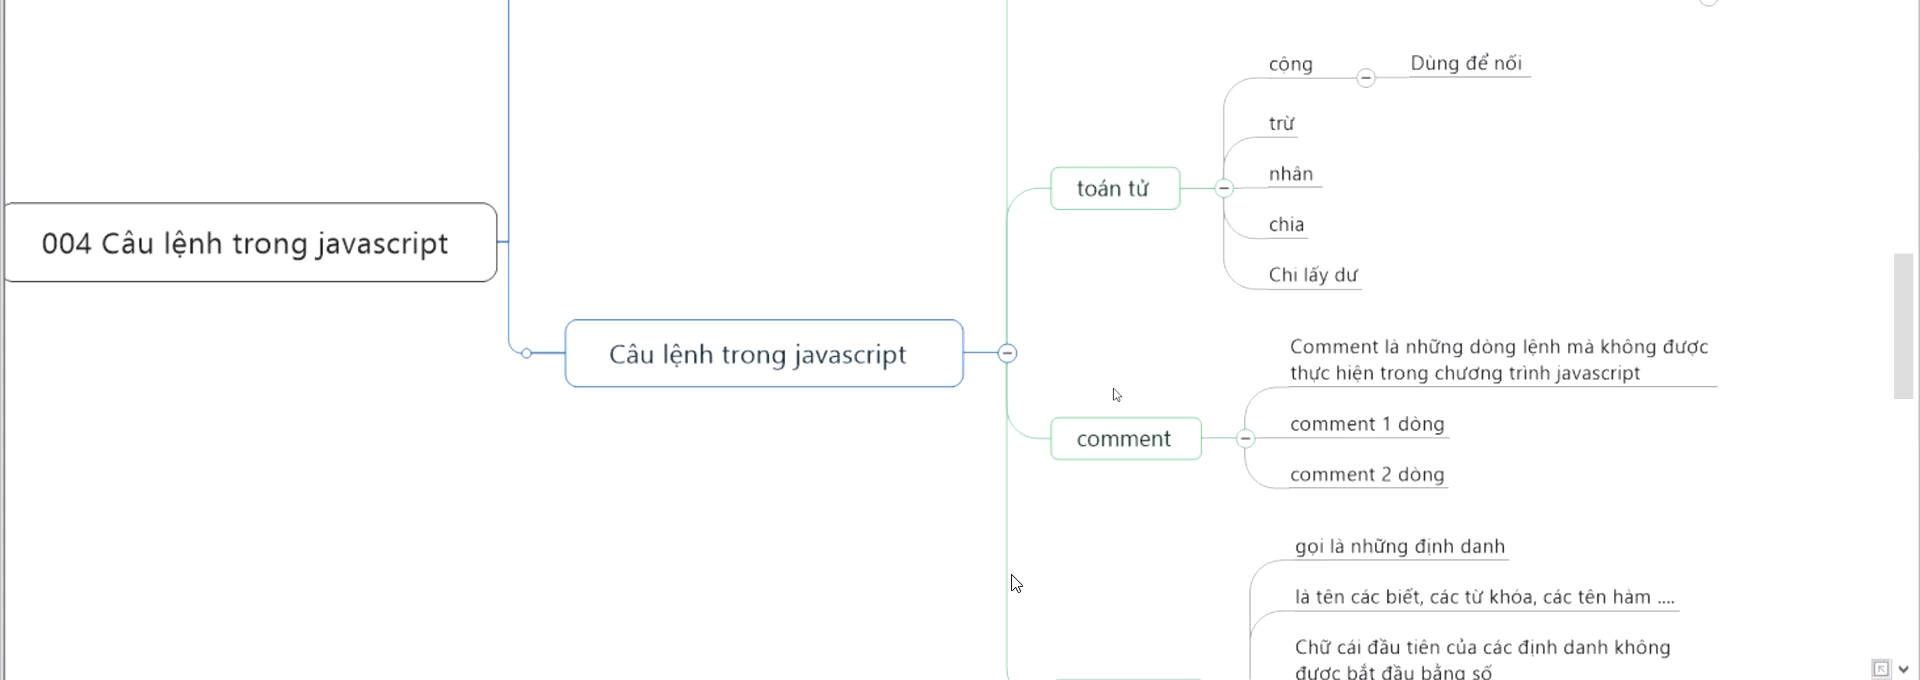 004 Câu lệnh trong javascript
Câu lệnh trong javascript
toán tử
cộng
Dùng để nối
trừ
nhân
chia
Chi lấy dư
comment
Comment là những dòng lệnh mà không được
thực hiện trong chương trình javascript
comment 1 dòng
comment 2 dòng
gọi là những định danh
là tên các biết, các từ khóa, các tên hàm ....
Chữ cái đầu tiên của các định danh không
được bắt đầu bằng số